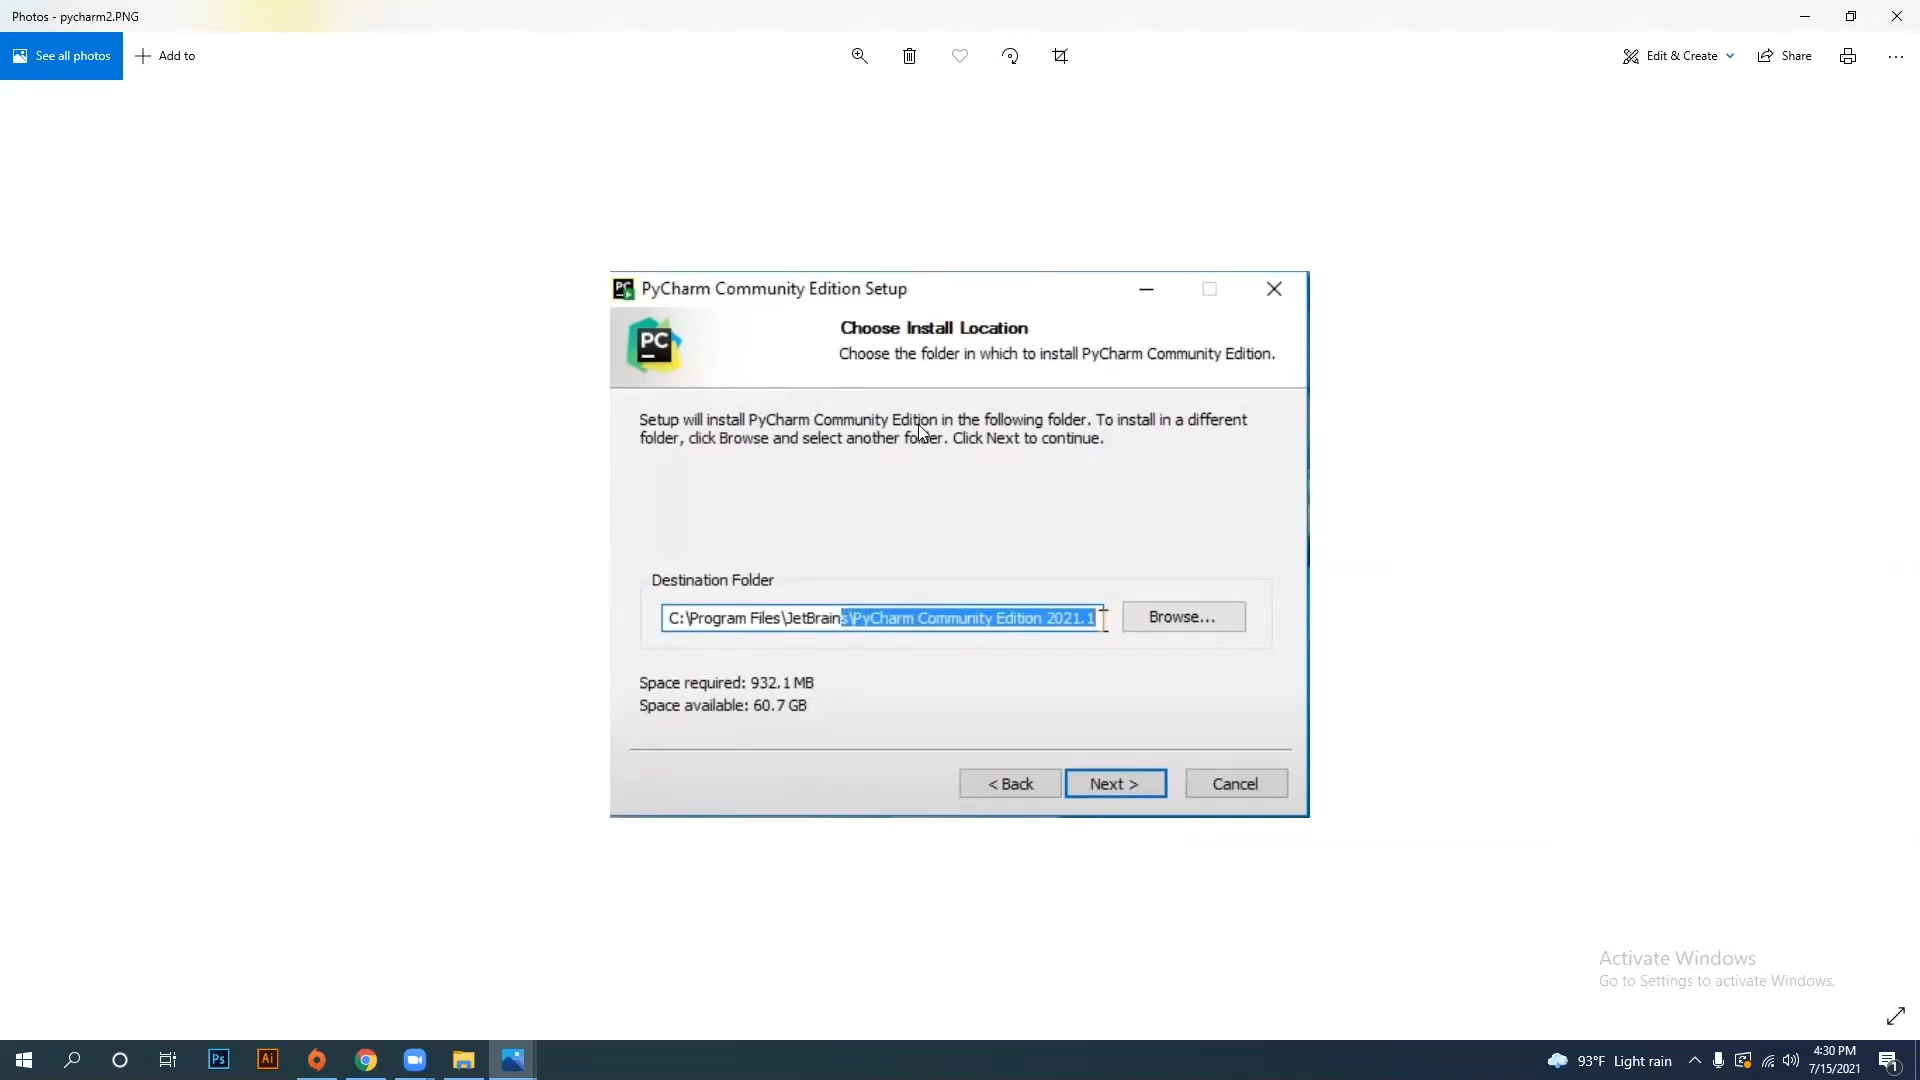 Photos - pycharm2.PNG
See all photos
Add to
Edit & Create
Share
PyCharm Community Edition Setup
PC
Choose Install Location
Choose the folder in which to install PyCharm Community Edition.
Setup will install PyCharm Community Edition in the following folder. To install in a different
folder, click Browse and select another folder. Click Next to continue.
Destination Folder
C:\Program Files\JetBrains\PyCharm Community Edition 2021.1
Browse...
Space required: 932.1 MB
Space available: 60.7 GB
< Back
Next >
Cancel
Activate Windows
Go to Settings to activate Windows.
Ps
Ai
93°F Light rain
4:30 PM
7/15/2021
1